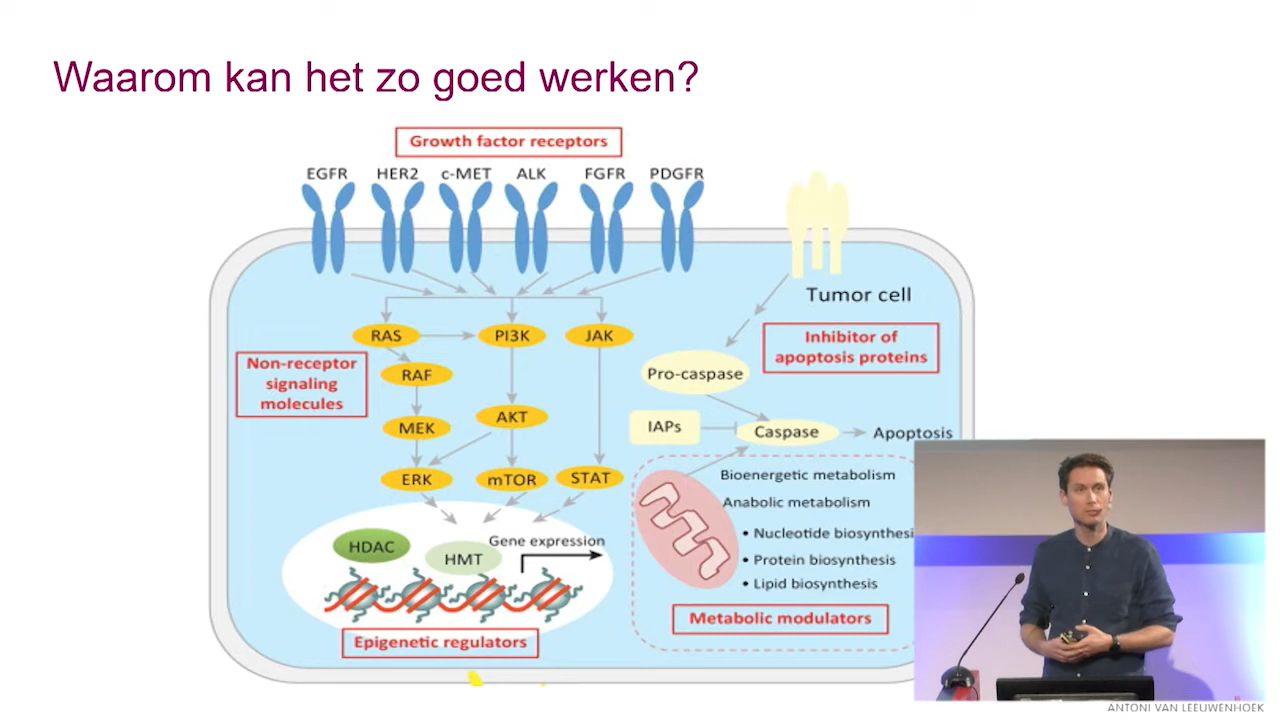 Waarom kan het zo goed werken?
Growth factor receptors
EGFR HER2 c-MET ALK FGFR PDGFR
Tumor cell
RAS PI3K JAK
Inhibitor of
apoptosis proteins
Non-receptor
signaling
molecules
RAF
Pro-caspase
AKT
MEK
IAPs
Caspase
Apoptosis
ERK mTOR STAT
Bioenergetic metabolism
Anabolic metabolism
• Nucleotide biosynthesi
• Protein biosynthesis
• Lipid biosynthesis
Gene expression
HDAC
HMT
Metabolic modulators
Epigenetic regulators
ANTONI VAN LEEUWENHOEK